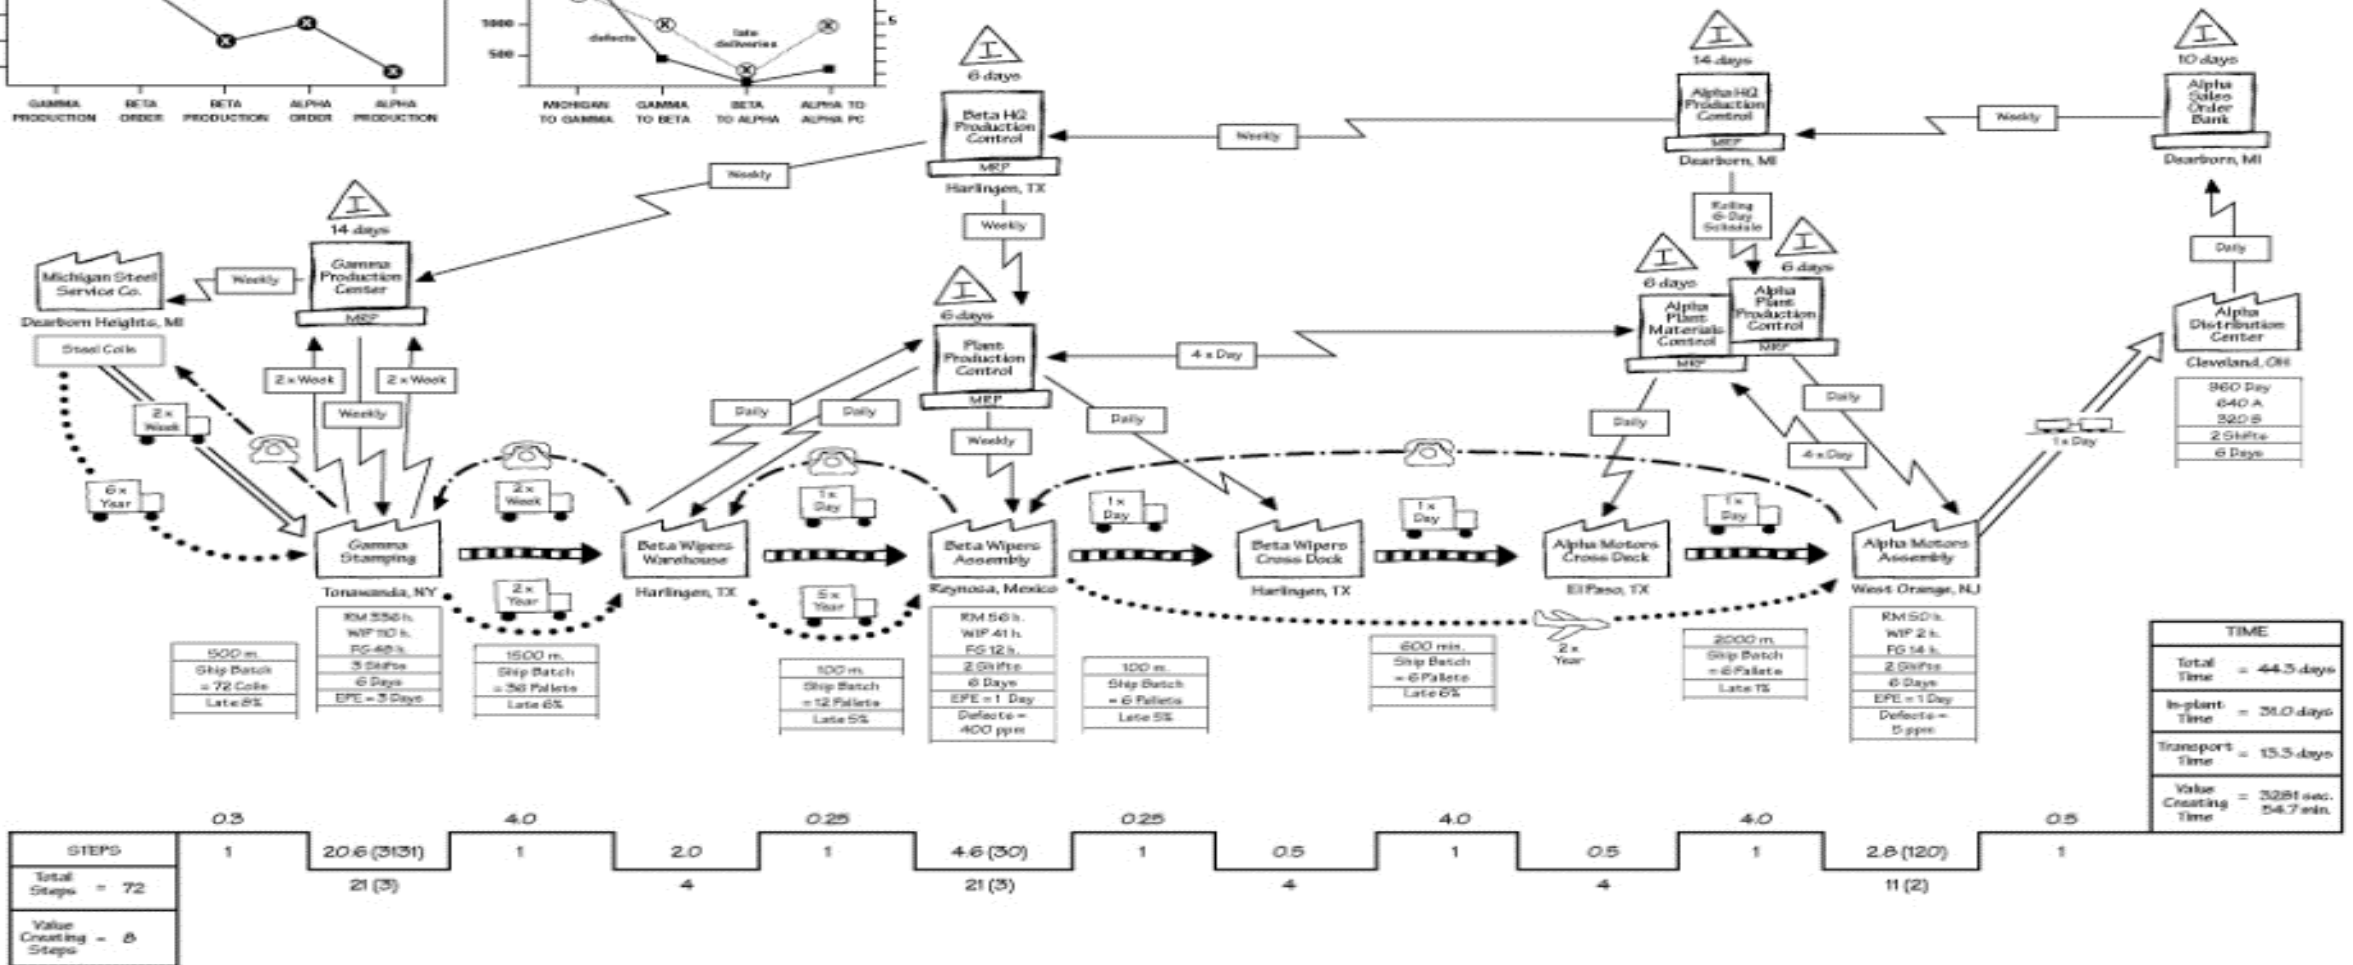 1000
500
5
defects
late
deliveries
GAMMA
PRODUCTION
BETA
ORDER
BETA
PRODUCTION
ALPHA
ORDER
ALPHA
PRODUCTION
MICHIGAN
TO GAMMA
GAMMA
TO BETA
BETA
TO ALPHA
ALPHA TO
ALPHA PC
I
6 days
Beta HQ
Production
Control
MRP
Harlingen, TX
Weekly
I
14 days
Alpha HQ
Production
Control
MRP
Dearborn, MI
Weekly
I
10 days
Alpha
Sales
Order
Bank
Dearborn, MI
Weekly
Weekly
Rolling
6-Day
Schedule
Daily
I
14 days
Gamma
Production
Center
MRP
Michigan Steel
Service Co.
Dearborn Heights, MI
Steel Coils
Weekly
I
6 days
Plant
Production
Control
MRP
4 x Day
I
6 days
Alpha
Plant
Materials
Control
MRP
I
6 days
Alpha
Plant
Production
Control
MRP
Alpha
Distribution
Center
Cleveland, OH
960 Day
640 A
320 B
2 Shifts
6 Days
2 x Week
Weekly
2 x Week
2 x
Week
6 x
Year
Daily
Daily
Weekly
Daily
Daily
Daily
4 x Day
1 x Day
2 x
Week
1 x
Day
1 x
Day
1 x
Day
1 x
Day
Gamma
Stamping
Tonawanda, NY
Beta Wipers
Warehouse
Harlingen, TX
Beta Wipers
Assembly
Reynosa, Mexico
Beta Wipers
Cross Dock
Harlingen, TX
Alpha Motors
Cross Dock
El Paso, TX
Alpha Motors
Assembly
West Orange, NJ
2 x
Year
5 x
Year
2 x
Year
500 m.
Ship Batch
= 72 Coils
Late 8%
RM 336 h.
WIP 110 h.
FG 48 h.
3 Shifts
6 Days
EPE = 3 Days
1500 m.
Ship Batch
= 36 Pallets
Late 6%
100 m.
Ship Batch
= 12 Pallets
Late 5%
RM 56 h.
WIP 41 h.
FG 12 h.
2 Shifts
6 Days
EPE = 1 Day
Defects =
400 ppm
100 m.
Ship Batch
= 6 Pallets
Late 5%
600 min.
Ship Batch
= 6 Pallets
Late 6%
2000 m.
Ship Batch
= 6 Pallets
Late 1%
RM 50 h.
WIP 2 h.
FG 14 h.
2 Shifts
6 Days
EPE = 1 Day
Defects =
5 ppm
TIME
Total
Time = 44.3 days
In-plant
Time = 31.0 days
Transport
Time = 13.3 days
Value
Creating
Time = 3281 sec.
54.7 min.
0.3 4.0 0.25 0.25 4.0 4.0 0.5
STEPS 1 20.6 (3131) 1 2.0 1 4.6 (30) 1 0.5 1 0.5 1 2.8 (120) 1
Total
Steps = 72
21 (3) 4 21 (3) 4 4 11 (2)
Value
Creating
Steps = 8